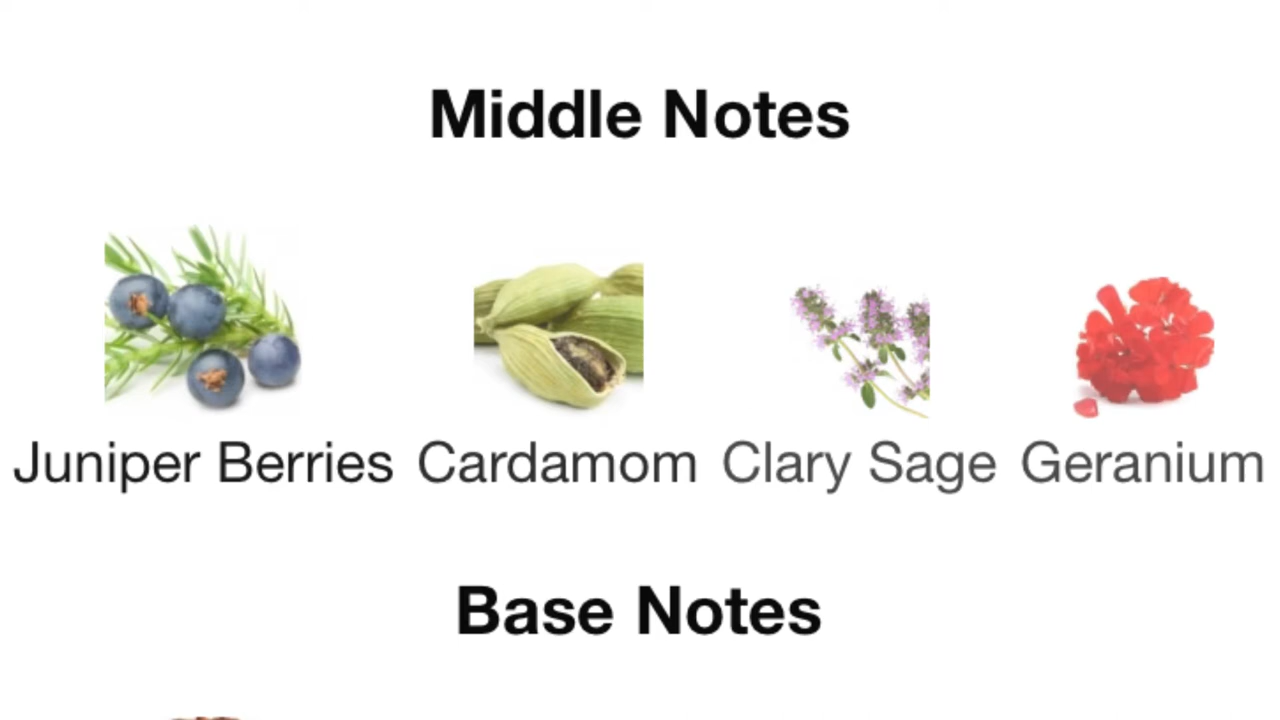 Middle Notes
Juniper Berries Cardamom Clary Sage Geranium
Base Notes